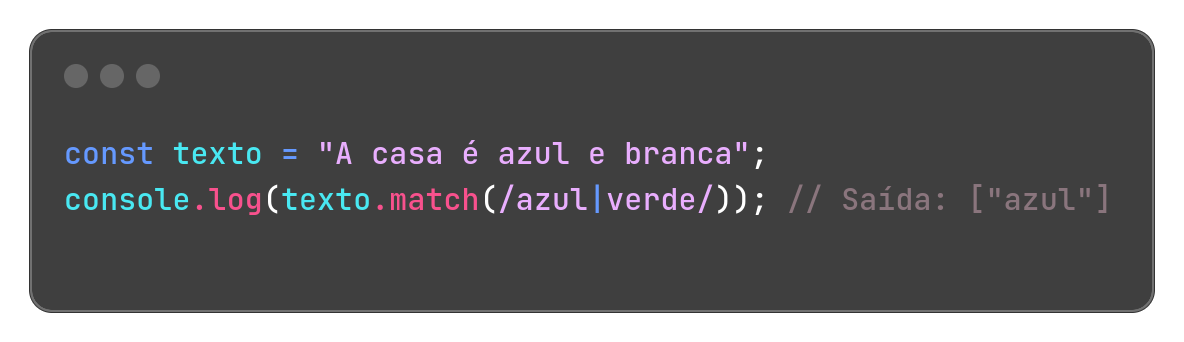 const texto = "A casa é azul e branca";
console.log(texto.match(/azul|verde/)); // Saída: ["azul"]